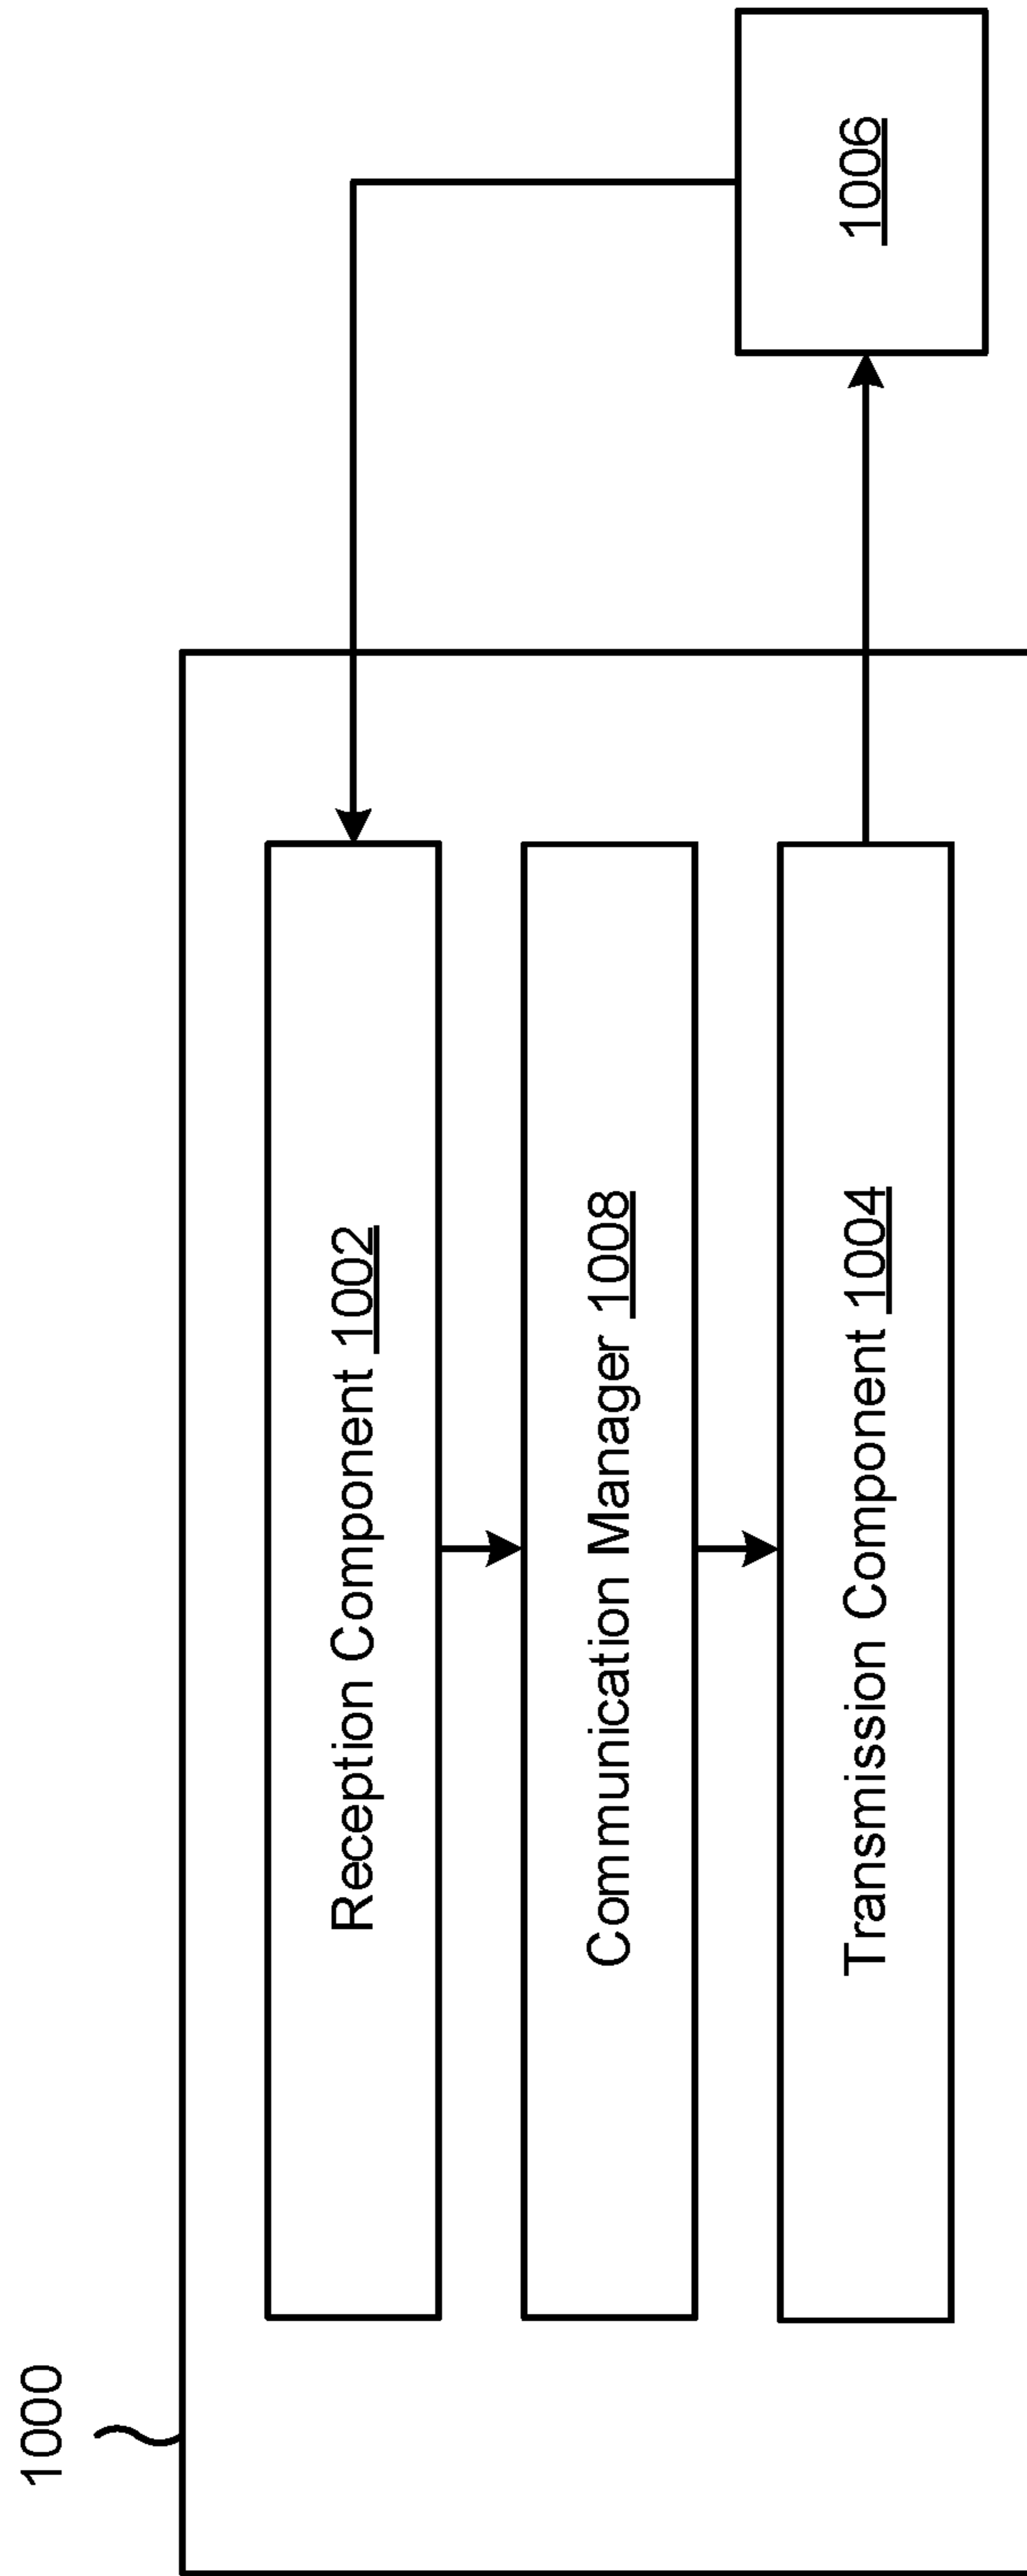 1000
Reception Component 1002
Communication Manager 1008
Transmission Component 1004
1006